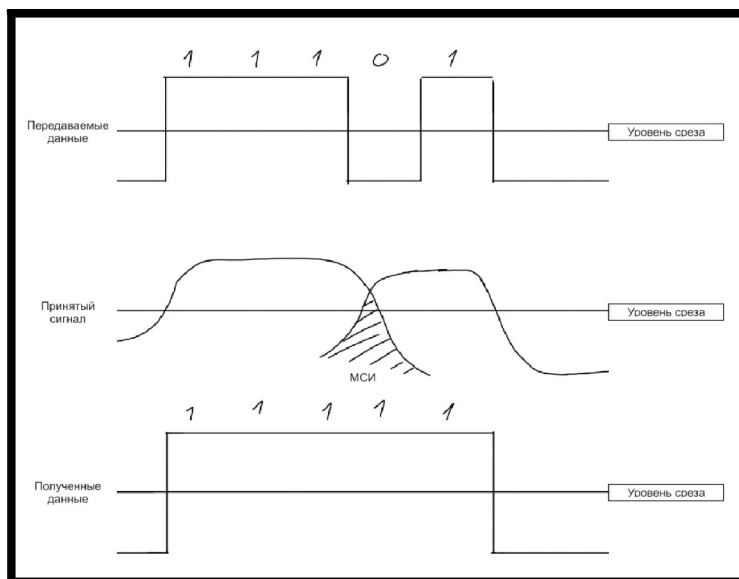 1 1 1 0 1
Передаваемые
данные
Уровень среза
Принятый
сигнал
Уровень среза
МСИ
1 1 1 1 1
Полученные
данные
Уровень среза